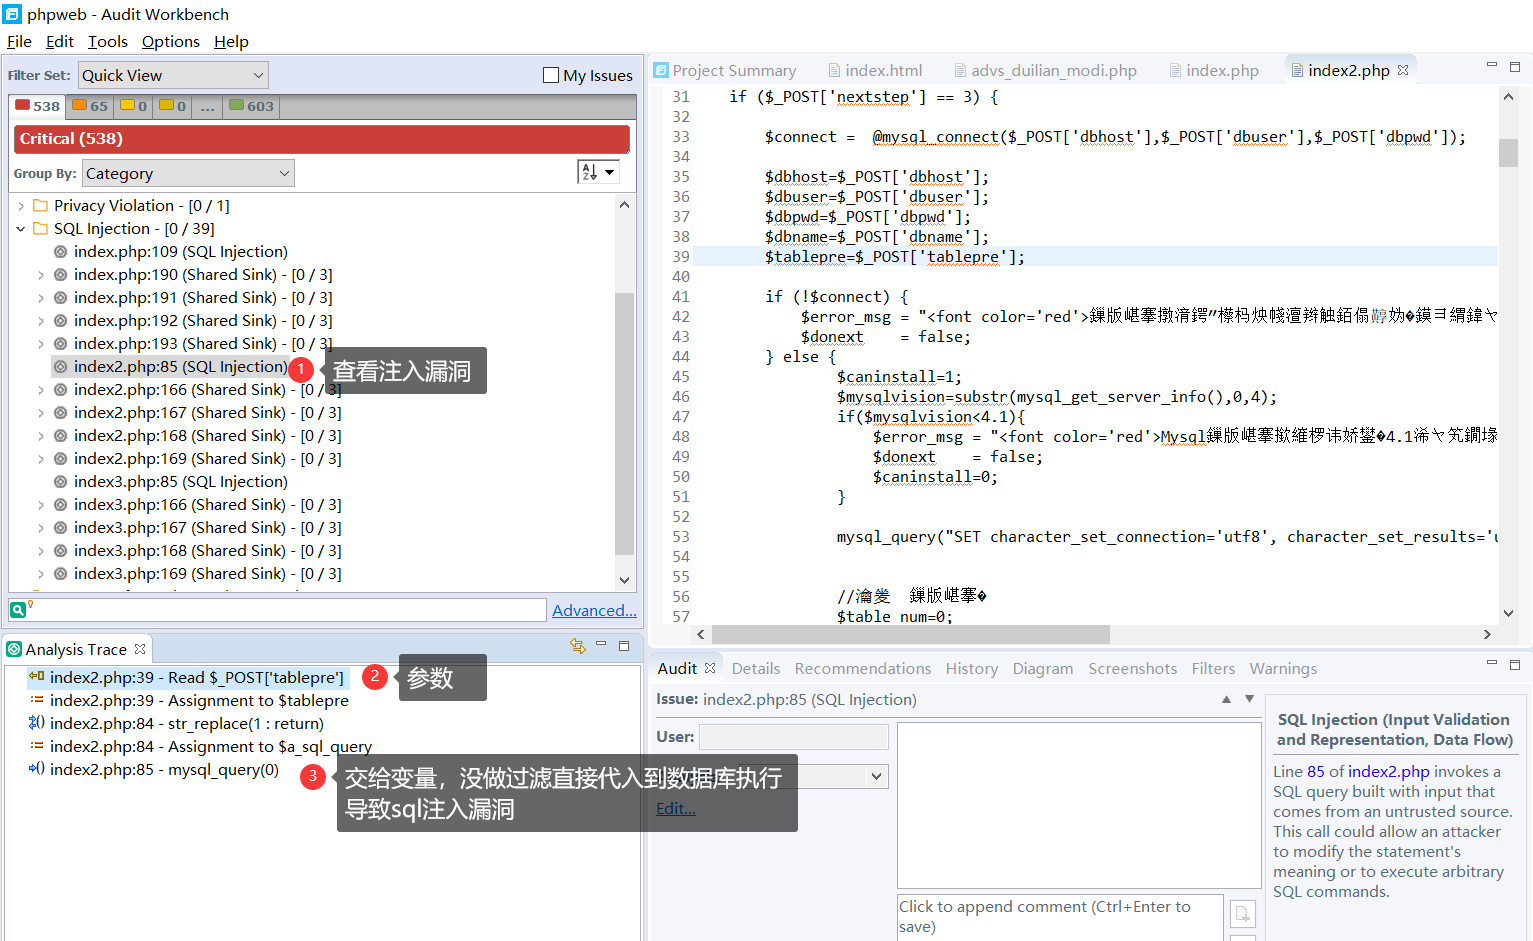 phpweb - Audit Workbench
File Edit Tools Options Help
Filter Set: Quick View My Issues
538 65 0 0 ... 603
Critical (538)
Group By: Category
Privacy Violation - [0 / 1]
SQL Injection - [0 / 39]
index.php:109 (SQL Injection)
index.php:190 (Shared Sink) - [0 / 3]
index.php:191 (Shared Sink) - [0 / 3]
index.php:192 (Shared Sink) - [0 / 3]
index.php:193 (Shared Sink) - [0 / 3]
index2.php:85 (SQL Injection)
1 查看注入漏洞
index2.php:166 (Shared Sink) - [0 / 3]
index2.php:167 (Shared Sink) - [0 / 3]
index2.php:168 (Shared Sink) - [0 / 3]
index2.php:169 (Shared Sink) - [0 / 3]
index3.php:85 (SQL Injection)
index3.php:166 (Shared Sink) - [0 / 3]
index3.php:167 (Shared Sink) - [0 / 3]
index3.php:168 (Shared Sink) - [0 / 3]
index3.php:169 (Shared Sink) - [0 / 3]
Advanced...
Analysis Trace
index2.php:39 - Read $_POST['tablepre']
2 参数
index2.php:39 - Assignment to $tablepre
index2.php:84 - str_replace(1 : return)
index2.php:84 - Assignment to $a_sql_query
index2.php:85 - mysql_query(0)
3 交给变量，没做过滤直接代入到数据库执行
导致sql注入漏洞
Project Summary index.html advs_duilian_modi.php index.php index2.php
31 if ($_POST['nextstep'] == 3) {
32
33 $connect = @mysql_connect($_POST['dbhost'],$_POST['dbuser'],$_POST['dbpwd']);
34
35 $dbhost=$_POST['dbhost'];
36 $dbuser=$_POST['dbuser'];
37 $dbpwd=$_POST['dbpwd'];
38 $dbname=$_POST['dbname'];
39 $tablepre=$_POST['tablepre'];
40
41 if (!$connect) {
42 $error_msg = "<font color='red'>
43 $donext = false;
44 } else {
45 $caninstall=1;
46 $mysqlvision=substr(mysql_get_server_info(),0,4);
47 if($mysqlvision<4.1){
48 $error_msg = "<font color='red'>Mysql 4.1
49 $donext = false;
50 $caninstall=0;
51 }
52
53 mysql_query("SET character_set_connection='utf8', character_set_results='u
54
55
56 //
57 $table_num=0;
Audit Details Recommendations History Diagram Screenshots Filters Warnings
Issue: index2.php:85 (SQL Injection)
User:
Edit...
Click to append comment (Ctrl+Enter to
save)
SQL Injection (Input Validation
and Representation, Data Flow)
Line 85 of index2.php invokes a
SQL query built with input that
comes from an untrusted source.
This call could allow an attacker
to modify the statement's
meaning or to execute arbitrary
SQL commands.